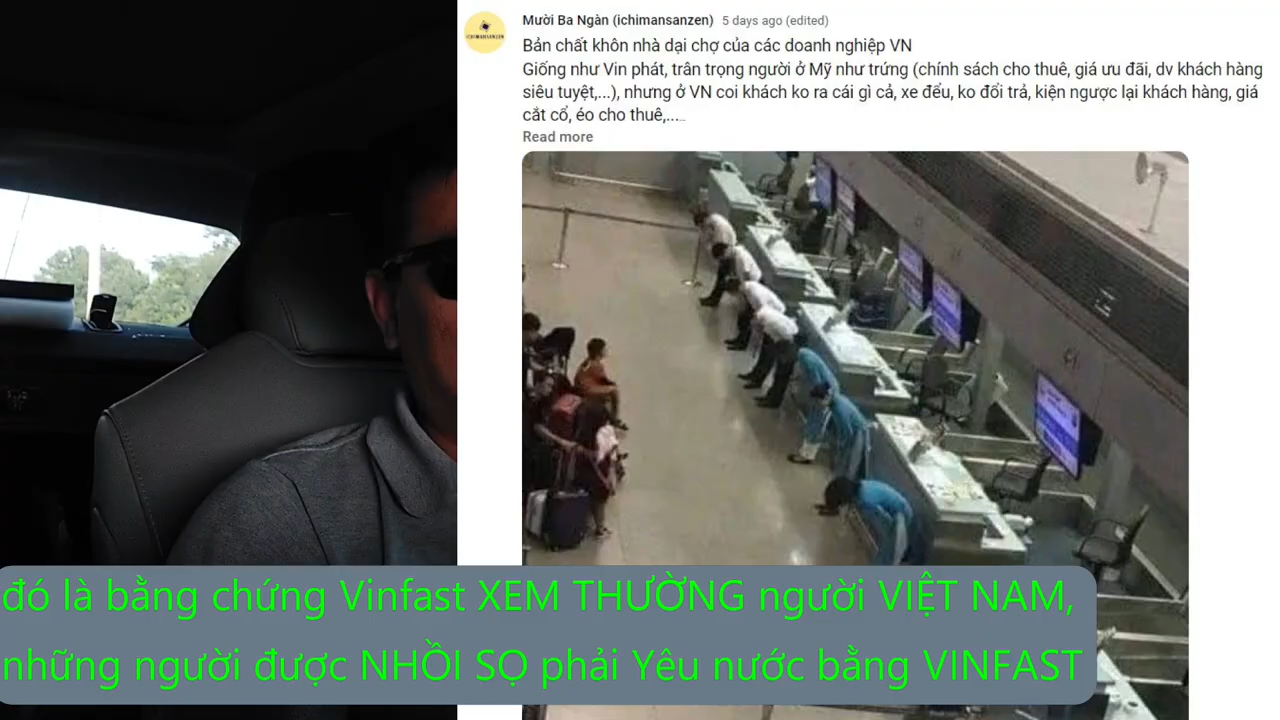 Mười Ba Ngàn (ichimansanzen) 5 days ago (edited)
Bản chất khôn nhà dại chợ của các doanh nghiệp VN
Giống như Vin phát, trân trọng người ở Mỹ như trứng (chính sách cho thuê, giá ưu đãi, dv khách hàng
siêu tuyệt,...), nhưng ở VN coi khách ko ra cái gì cả, xe đểu, ko đổi trả, kiện ngược lại khách hàng, giá
cắt cổ, éo cho thuê,...…
Read more
đó là bằng chứng Vinfast XEM THƯỜNG người VIỆT NAM,
những người được NHỒI SỌ phải Yêu nước bằng VINFAST